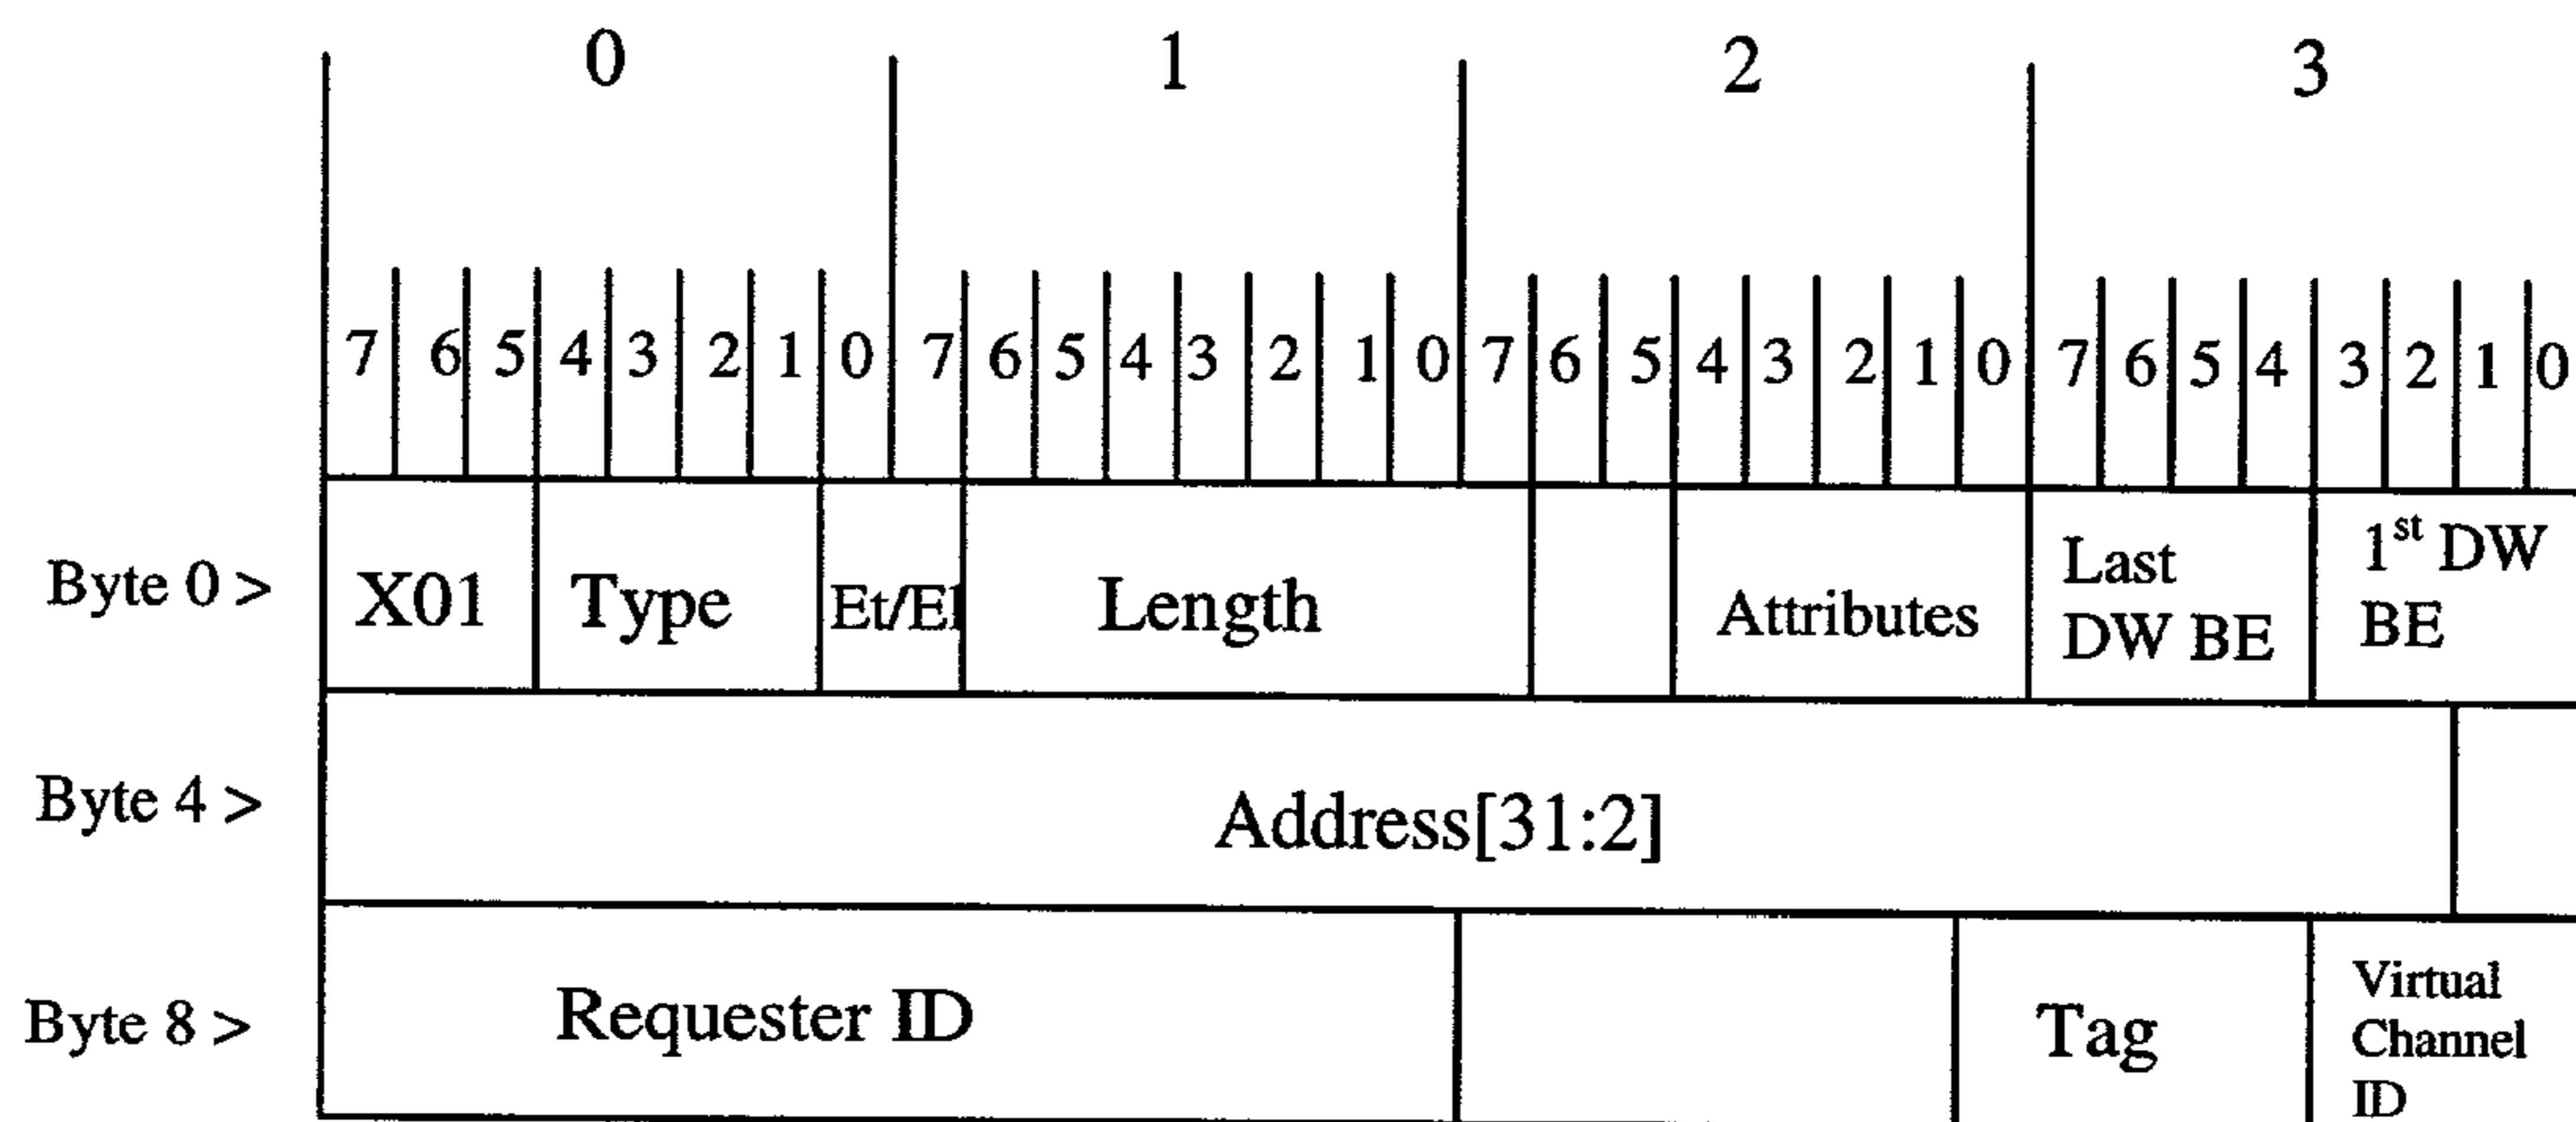 0 1 2 3
7 6 5 4 3 2 1 0 7 6 5 4 3 2 1 0 7 6 5 4 3 2 1 0 7 6 5 4 3 2 1 0
Byte 0 > X01 Type Et/El Length Attributes Last DW BE 1st DW BE
Byte 4 > Address[31:2]
Byte 8 > Requester ID Tag Virtual Channel ID